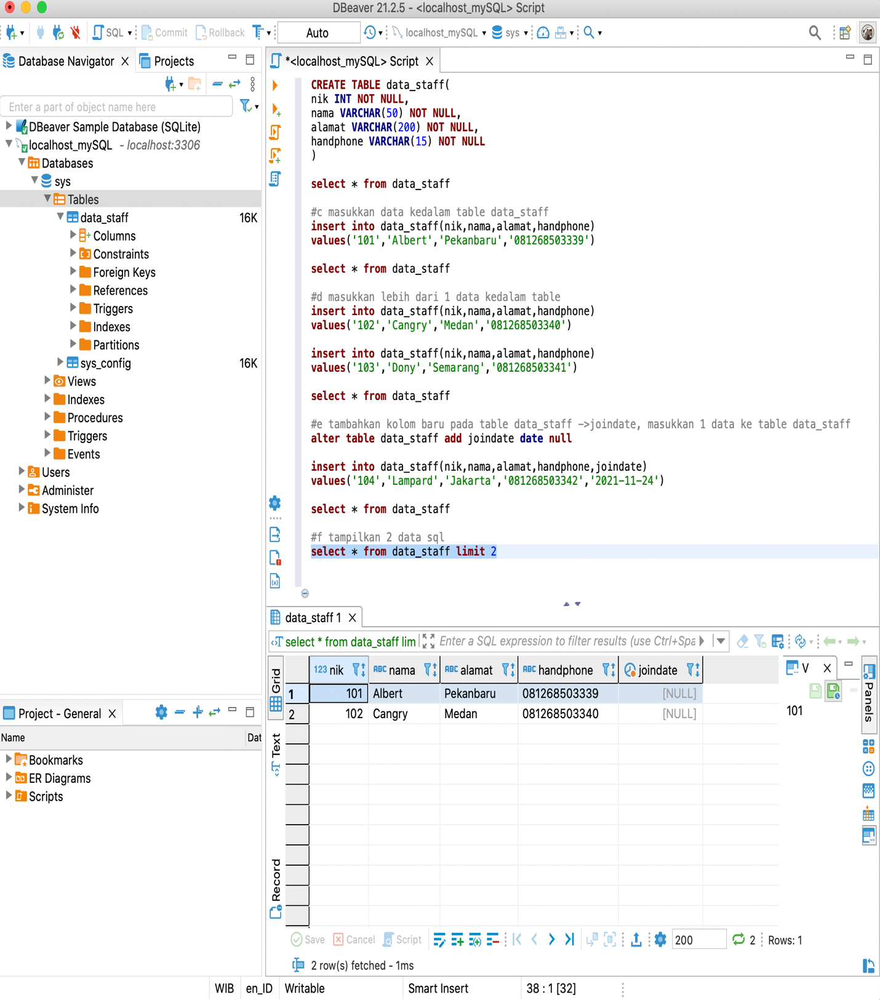 DBeaver 21.2.5 - <localhost_mySQL> Script
SQL Commit Rollback Auto localhost_mySQL sys
Database Navigator Projects
Enter a part of object name here
DBeaver Sample Database (SQLite)
localhost_mySQL - localhost:3306
Databases
sys
Tables
data_staff 16K
Columns
Constraints
Foreign Keys
References
Triggers
Indexes
Partitions
sys_config 16K
Views
Indexes
Procedures
Triggers
Events
Users
Administer
System Info
Project - General
Name Dat
Bookmarks
ER Diagrams
Scripts
*<localhost_mySQL> Script
CREATE TABLE data_staff(
nik INT NOT NULL,
nama VARCHAR(50) NOT NULL,
alamat VARCHAR(200) NOT NULL,
handphone VARCHAR(15) NOT NULL
)
select * from data_staff
#c masukkan data kedalam table data_staff
insert into data_staff(nik,nama,alamat,handphone)
values('101','Albert','Pekanbaru','081268503339')
select * from data_staff
#d masukkan lebih dari 1 data kedalam table
insert into data_staff(nik,nama,alamat,handphone)
values('102','Cangry','Medan','081268503340')
insert into data_staff(nik,nama,alamat,handphone)
values('103','Dony','Semarang','081268503341')
select * from data_staff
#e tambahkan kolom baru pada table data_staff ->joindate, masukkan 1 data ke table data_staff
alter table data_staff add joindate date null
insert into data_staff(nik,nama,alamat,handphone,joindate)
values('104','Lampard','Jakarta','081268503342','2021-11-24')
select * from data_staff
#f tampilkan 2 data sql
select * from data_staff limit 2
data_staff 1
select * from data_staff lim Enter a SQL expression to filter results (use Ctrl+Spa
Grid
Text
Record
123 nik ABC nama ABC alamat ABC handphone joindate
1 101 Albert Pekanbaru 081268503339 [NULL]
2 102 Cangry Medan 081268503340 [NULL]
V
101
Panels
Save Cancel Script 200 2 Rows: 1
2 row(s) fetched - 1ms
WIB en_ID Writable Smart Insert 38 : 1 [32]